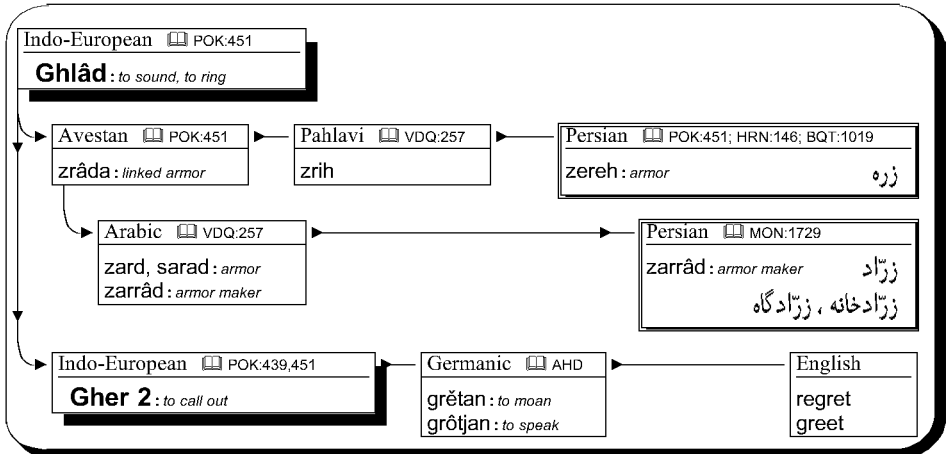 Indo-European POK:451
Ghlâd : to sound, to ring
Avestan POK:451
zrâda : linked armor
Pahlavi VDQ:257
zrih
Persian POK:451; HRN:146; BQT:1019
zereh : armor زره
Arabic VDQ:257
zard, sarad : armor
zarrâd : armor maker
Persian MON:1729
zarrâd : armor maker زرّاد
زرّادخانه ، زرّادگاه
Indo-European POK:439,451
Gher 2 : to call out
Germanic AHD
grětan : to moan
grôtjan : to speak
English
regret
greet